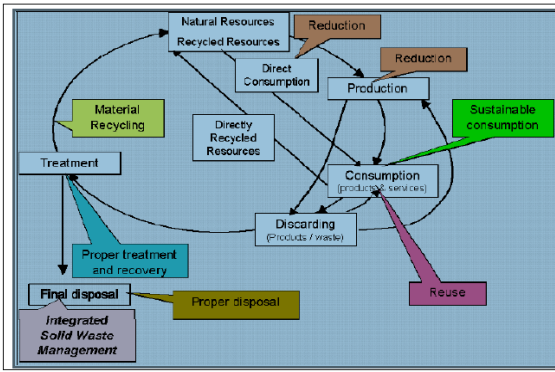 Natural Resources
Recycled Resources
Reduction
Reduction
Direct
Consumption
Production
Material
Recycling
Directly
Recycled
Resources
Sustainable
consumption
Treatment
Consumption
(products & services)
Discarding
(Products / waste)
Proper treatment
and recovery
Final disposal
Proper disposal
Reuse
Integrated
Solid Waste
Management